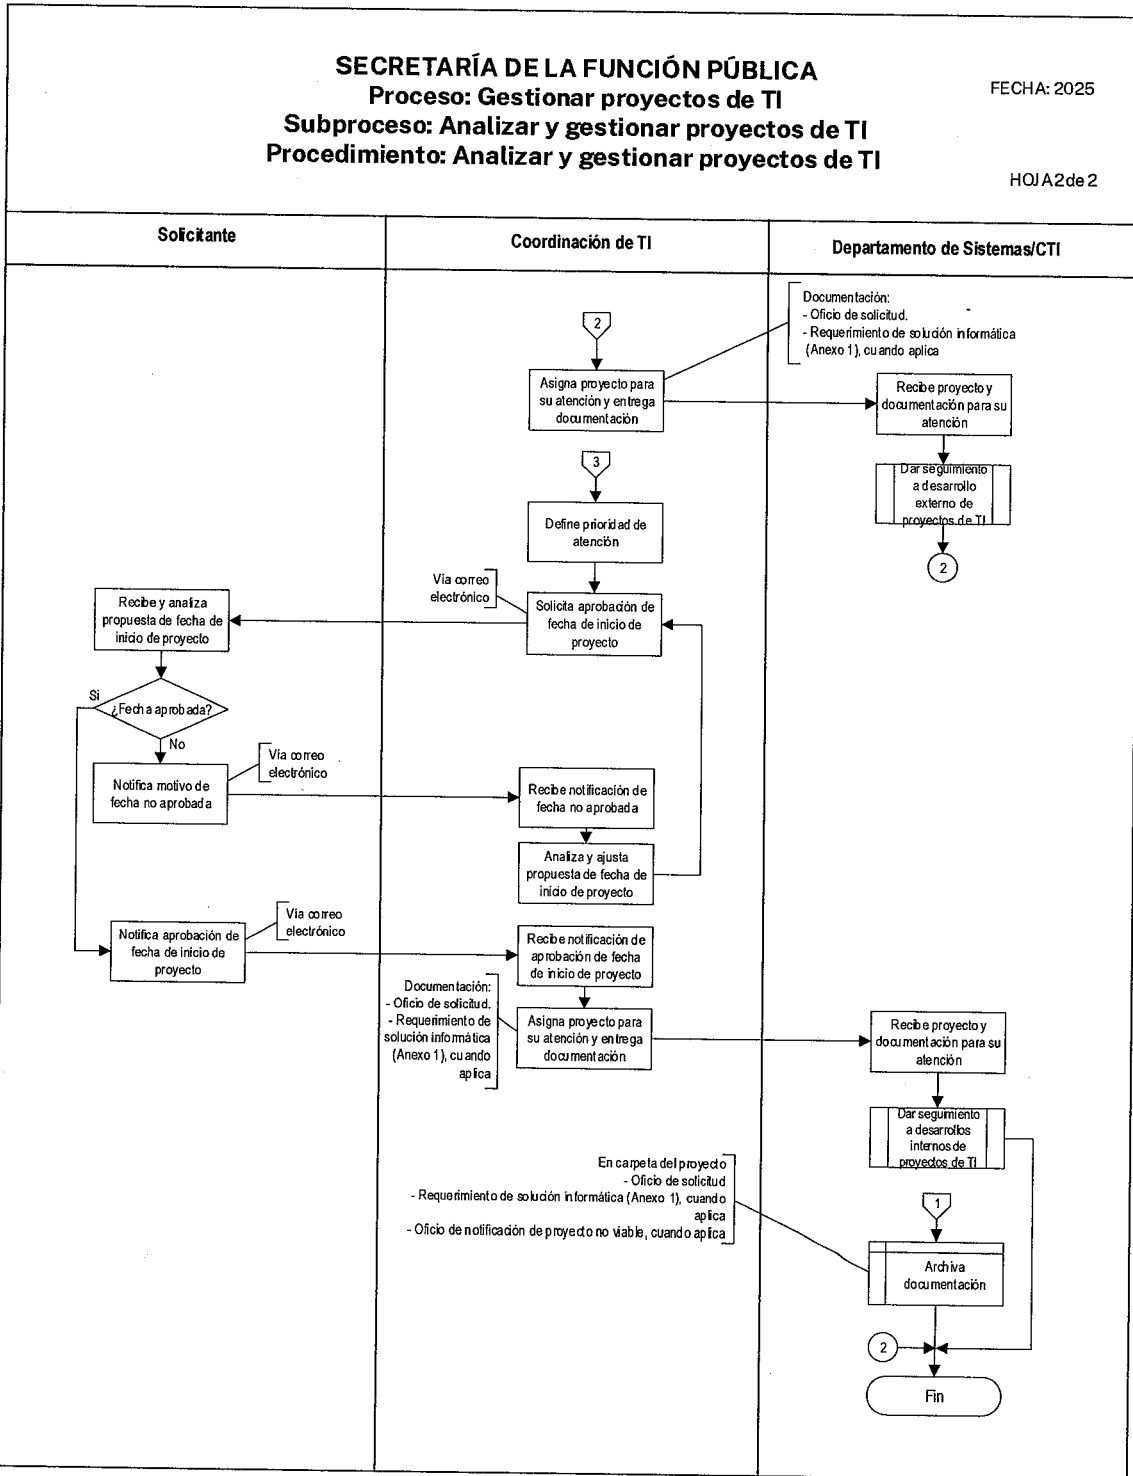 SECRETARÍA DE LA FUNCIÓN PÚBLICA
Proceso: Gestionar proyectos de TI
Subproceso: Analizar y gestionar proyectos de TI
Procedimiento: Analizar y gestionar proyectos de TI
FECHA: 2025
HOJA 2 de 2
Solicitante
Coordinación de TI
Departamento de Sistemas/CTI
Documentación:
- Oficio de solicitud.
- Requerimiento de solución informática
(Anexo 1), cuando aplica
2
Asigna proyecto para
su atención y entrega
documentación
Recibe proyecto y
documentación para su
atención
3
Dar seguimiento
a desarrollo
externo de
proyectos de TI
Define prioridad de
atención
2
Vía correo
electrónico
Solicita aprobación de
fecha de inicio de
proyecto
Recibe y analiza
propuesta de fecha de
inicio de proyecto
Si
¿Fecha aprobada?
No
Vía correo
electrónico
Notifica motivo de
fecha no aprobada
Recibe notificación de
fecha no aprobada
Analiza y ajusta
propuesta de fecha de
inicio de proyecto
Vía correo
electrónico
Notifica aprobación de
fecha de inicio de
proyecto
Recibe notificación de
aprobación de fecha
de inicio de proyecto
Documentación:
- Oficio de solicitud.
- Requerimiento de
solución informática
(Anexo 1), cuando
aplica
Asigna proyecto para
su atención y entrega
documentación
Recibe proyecto y
documentación para su
atención
Dar seguimiento
a desarrollos
internos de
proyectos de TI
En carpeta del proyecto
- Oficio de solicitud
- Requerimiento de solución informática (Anexo 1), cuando
aplica
- Oficio de notificación de proyecto no viable, cuando aplica
1
Archiva
documentación
2
Fin